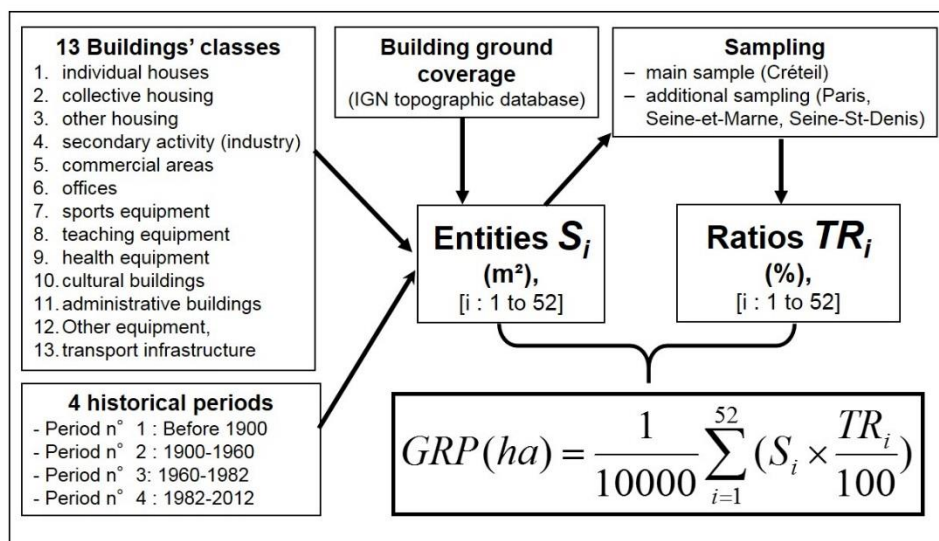 13 Buildings' classes
1. individual houses
2. collective housing
3. other housing
4. secondary activity (industry)
5. commercial areas
6. offices
7. sports equipment
8. teaching equipment
9. health equipment
10. cultural buildings
11. administrative buildings
12. Other equipment,
13. transport infrastructure
4 historical periods
- Period n° 1 : Before 1900
- Period n° 2 : 1900-1960
- Period n° 3: 1960-1982
- Period n° 4 : 1982-2012
Building ground
coverage
(IGN topographic database)
Sampling
– main sample (Créteil)
– additional sampling (Paris,
Seine-et-Marne, Seine-St-Denis)
Entities S_i
(m²),
[i : 1 to 52]
Ratios TR_i
(%),
[i : 1 to 52]
GRP(ha) = 1/10000 ∑_{i=1}^{52} (S_i × TR_i/100)